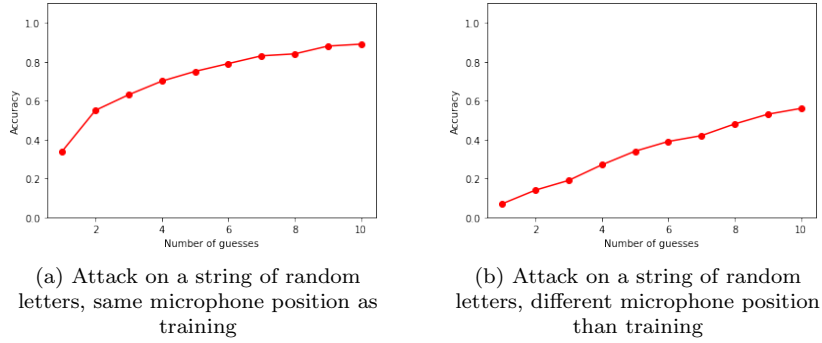 1.0
0.8
0.6
0.4
0.2
0.0
Accuracy
2 4 6 8 10
Number of guesses
(a) Attack on a string of random
letters, same microphone position as
training
1.0
0.8
0.6
0.4
0.2
0.0
Accuracy
2 4 6 8 10
Number of guesses
(b) Attack on a string of random
letters, different microphone position
than training